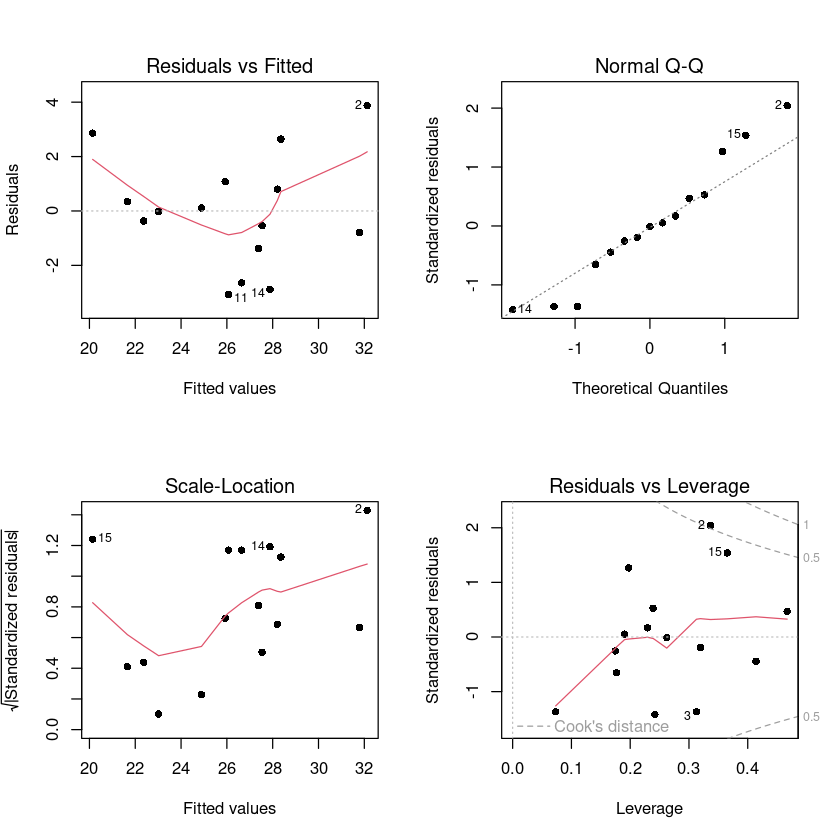 Residuals vs Fitted
Residuals
-2 0 2 4
2
11
14
20 22 24 26 28 30 32
Fitted values
Normal Q-Q
Standardized residuals
-1 0 1 2
2
15
14
-1 0 1
Theoretical Quantiles
Scale-Location
√|Standardized residuals|
0.0 0.4 0.8 1.2
2
15
14
20 22 24 26 28 30 32
Fitted values
Residuals vs Leverage
Standardized residuals
-1 0 1 2
2
15
3
1
0.5
0.5
Cook's distance
0.0 0.1 0.2 0.3 0.4
Leverage